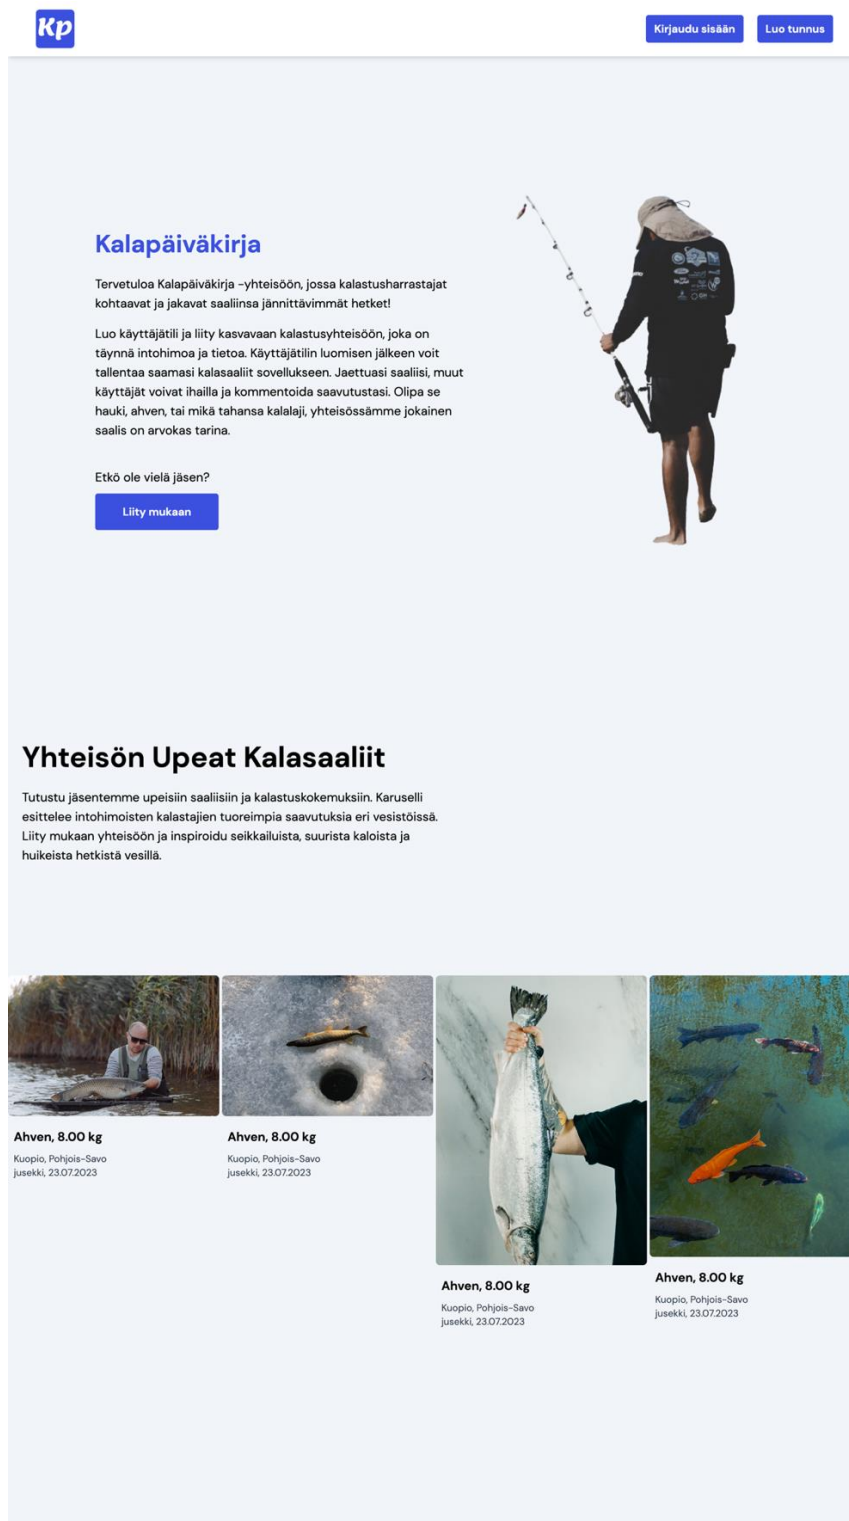 Kp
Kirjaudu sisään
Luo tunnus
Kalapäiväkirja
Tervetuloa Kalapäiväkirja -yhteisöön, jossa kalastusharrastajat
kohtaavat ja jakavat saaliinsa jännittävimmät hetket!
Luo käyttäjätili ja liity kasvavaan kalastusyhteisöön, joka on
täynnä intohimoa ja tietoa. Käyttäjätilin luomisen jälkeen voit
tallentaa saamasi kalasaaliit sovellukseen. Jaettuasi saaliisi, muut
käyttäjät voivat ihailla ja kommentoida saavutustasi. Olipa se
hauki, ahven, tai mikä tahansa kalalaji, yhteisössämme jokainen
saalis on arvokas tarina.
Etkö ole vielä jäsen?
Liity mukaan
Yhteisön Upeat Kalasaaliit
Tutustu jäsentemme upeisiin saaliisiin ja kalastuskokemuksiin. Karuselli
esittelee intohimoisten kalastajien tuoreimpia saavutuksia eri vesistöissä.
Liity mukaan yhteisöön ja inspiroidu seikkailuista, suurista kaloista ja
huikeista hetkistä vesillä.
Ahven, 8.00 kg
Kuopio, Pohjois-Savo
jusekki, 23.07.2023
Ahven, 8.00 kg
Kuopio, Pohjois-Savo
jusekki, 23.07.2023
Ahven, 8.00 kg
Kuopio, Pohjois-Savo
jusekki, 23.07.2023
Ahven, 8.00 kg
Kuopio, Pohjois-Savo
jusekki, 23.07.2023